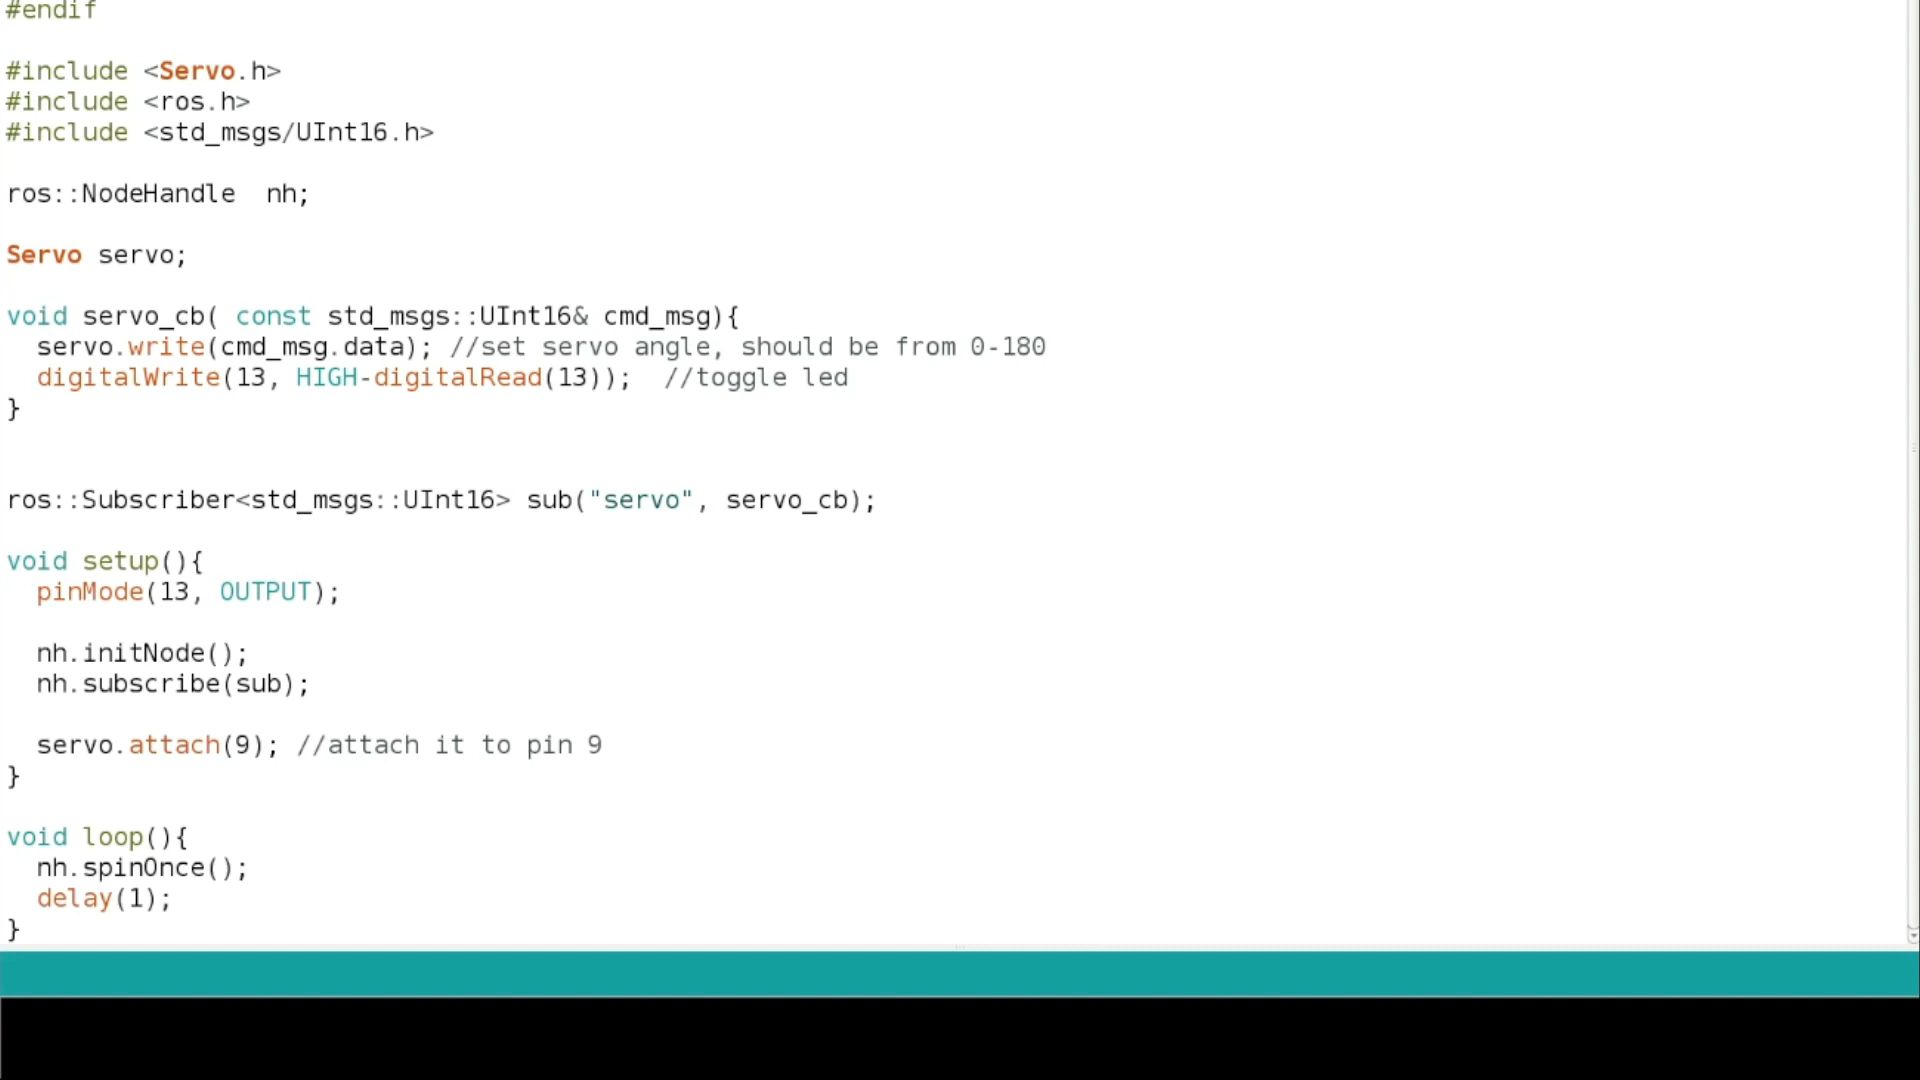 #endif
#include <Servo.h>
#include <ros.h>
#include <std_msgs/UInt16.h>
ros::NodeHandle  nh;
Servo servo;
void servo_cb( const std_msgs::UInt16& cmd_msg){
  servo.write(cmd_msg.data); //set servo angle, should be from 0-180
  digitalWrite(13, HIGH-digitalRead(13));  //toggle led
}
ros::Subscriber<std_msgs::UInt16> sub("servo", servo_cb);
void setup(){
  pinMode(13, OUTPUT);
  nh.initNode();
  nh.subscribe(sub);
  servo.attach(9); //attach it to pin 9
}
void loop(){
  nh.spinOnce();
  delay(1);
}